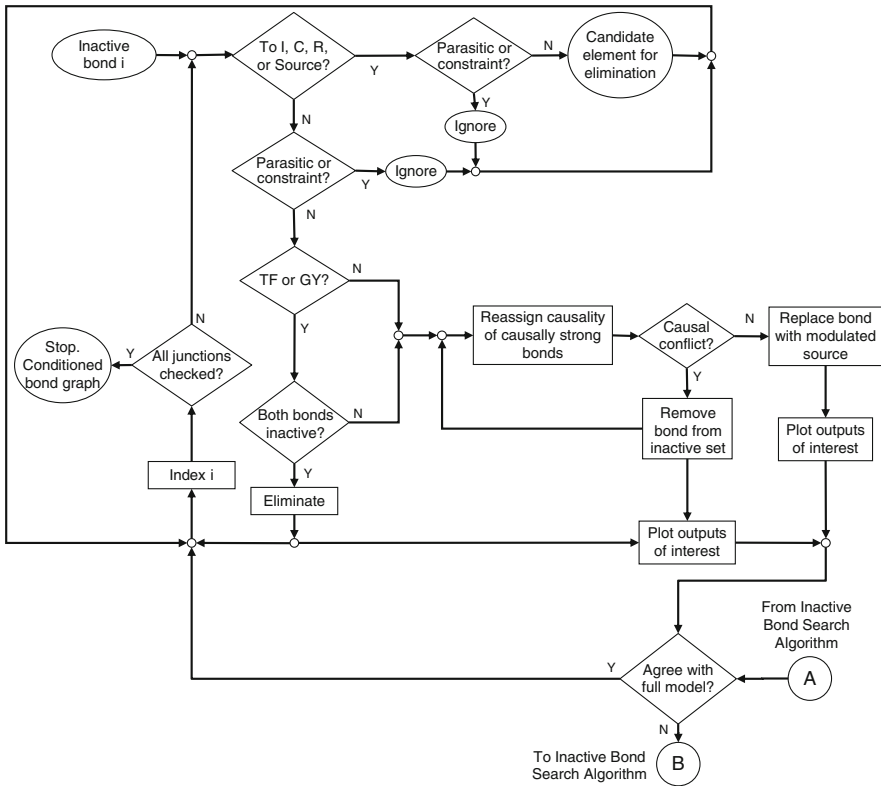 Inactive
bond i
To I, C, R,
or Source?
Y
Parasitic or
constraint?
N
Candidate
element for
elimination
Y
Ignore
N
Parasitic or
constraint?
Y
Ignore
N
TF or GY?
N
Y
Both bonds
inactive?
N
Y
Eliminate
N
All junctions
checked?
Y
Stop.
Conditioned
bond graph
Index i
Reassign causality
of causally strong
bonds
Causal
conflict?
N
Replace bond
with modulated
source
Y
Remove
bond from
inactive set
Plot outputs
of interest
Plot outputs
of interest
From Inactive
Bond Search
Algorithm
A
Agree with
full model?
Y
N
To Inactive Bond
Search Algorithm
B